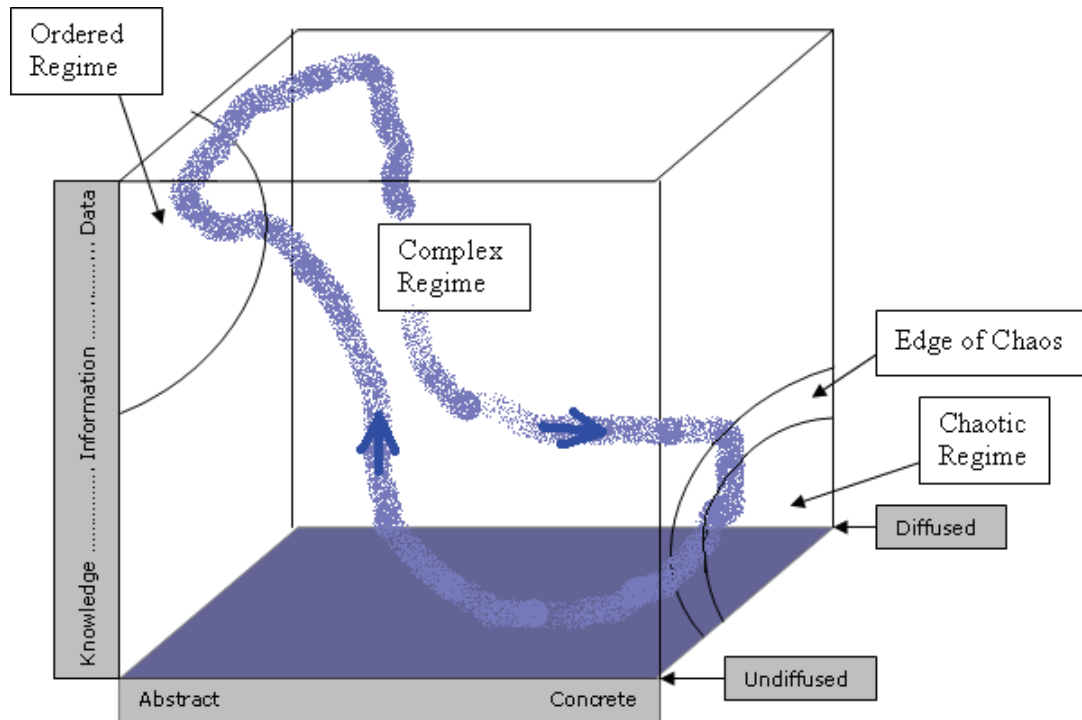 Ordered
Regime
Complex
Regime
Edge of Chaos
Chaotic
Regime
Knowledge ............. Information ............. Data
Diffused
Undiffused
Abstract
Concrete